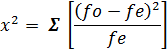 x² = Σ [(fo − fe)² / fe]